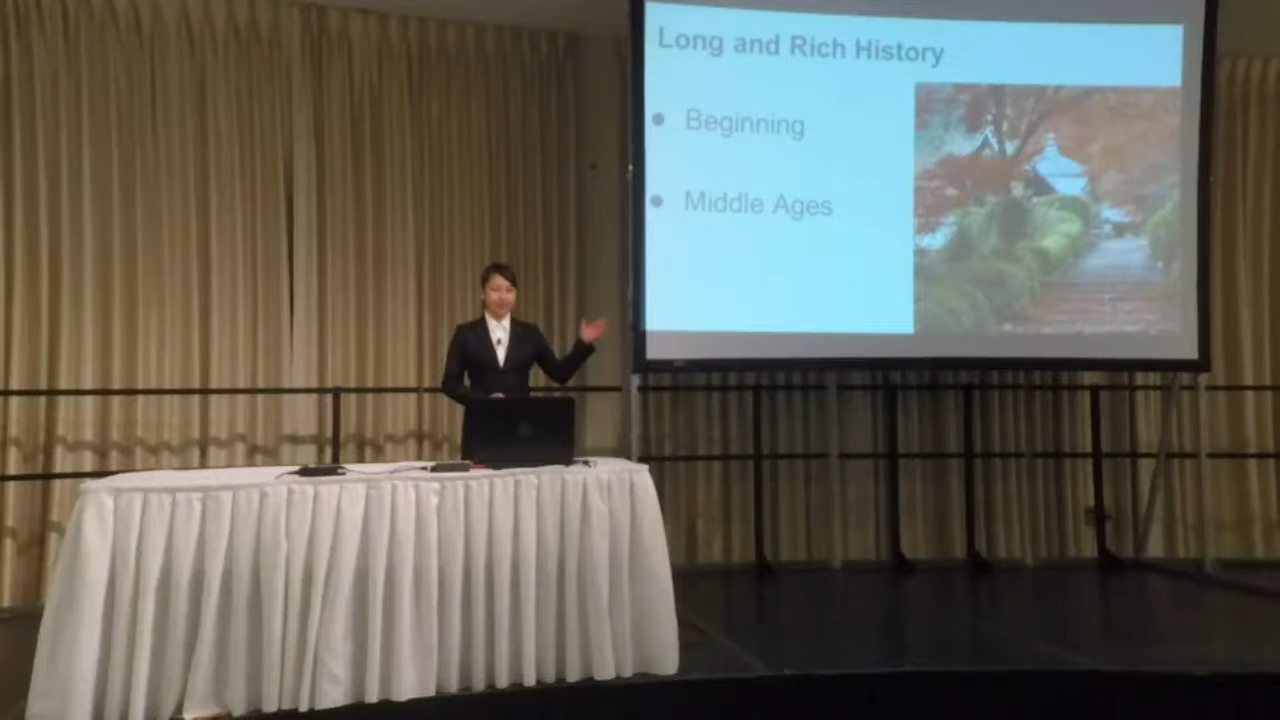 Long and Rich History
● Beginning
● Middle Ages